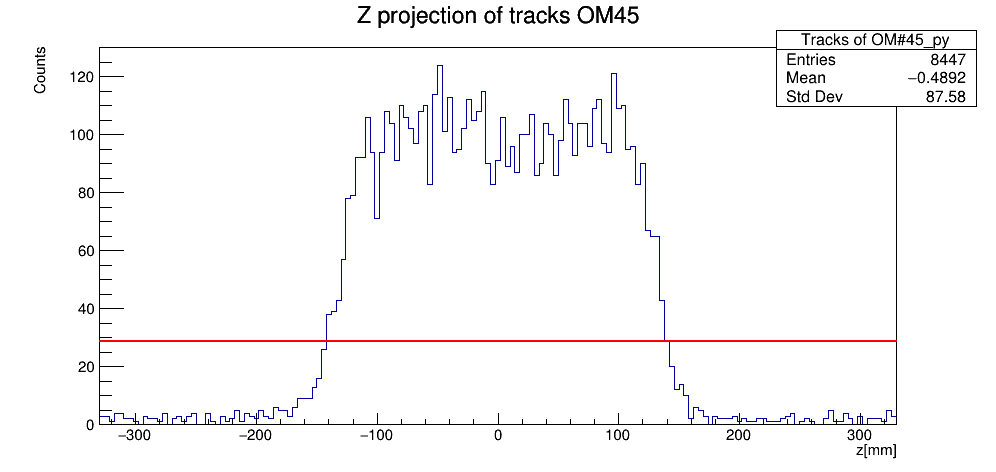 Z projection of tracks OM45
Tracks of OM#45_py
Entries 8447
Mean −0.4892
Std Dev 87.58
Counts
120
100
80
60
40
20
0
−300 −200 −100 0 100 200 300
z[mm]